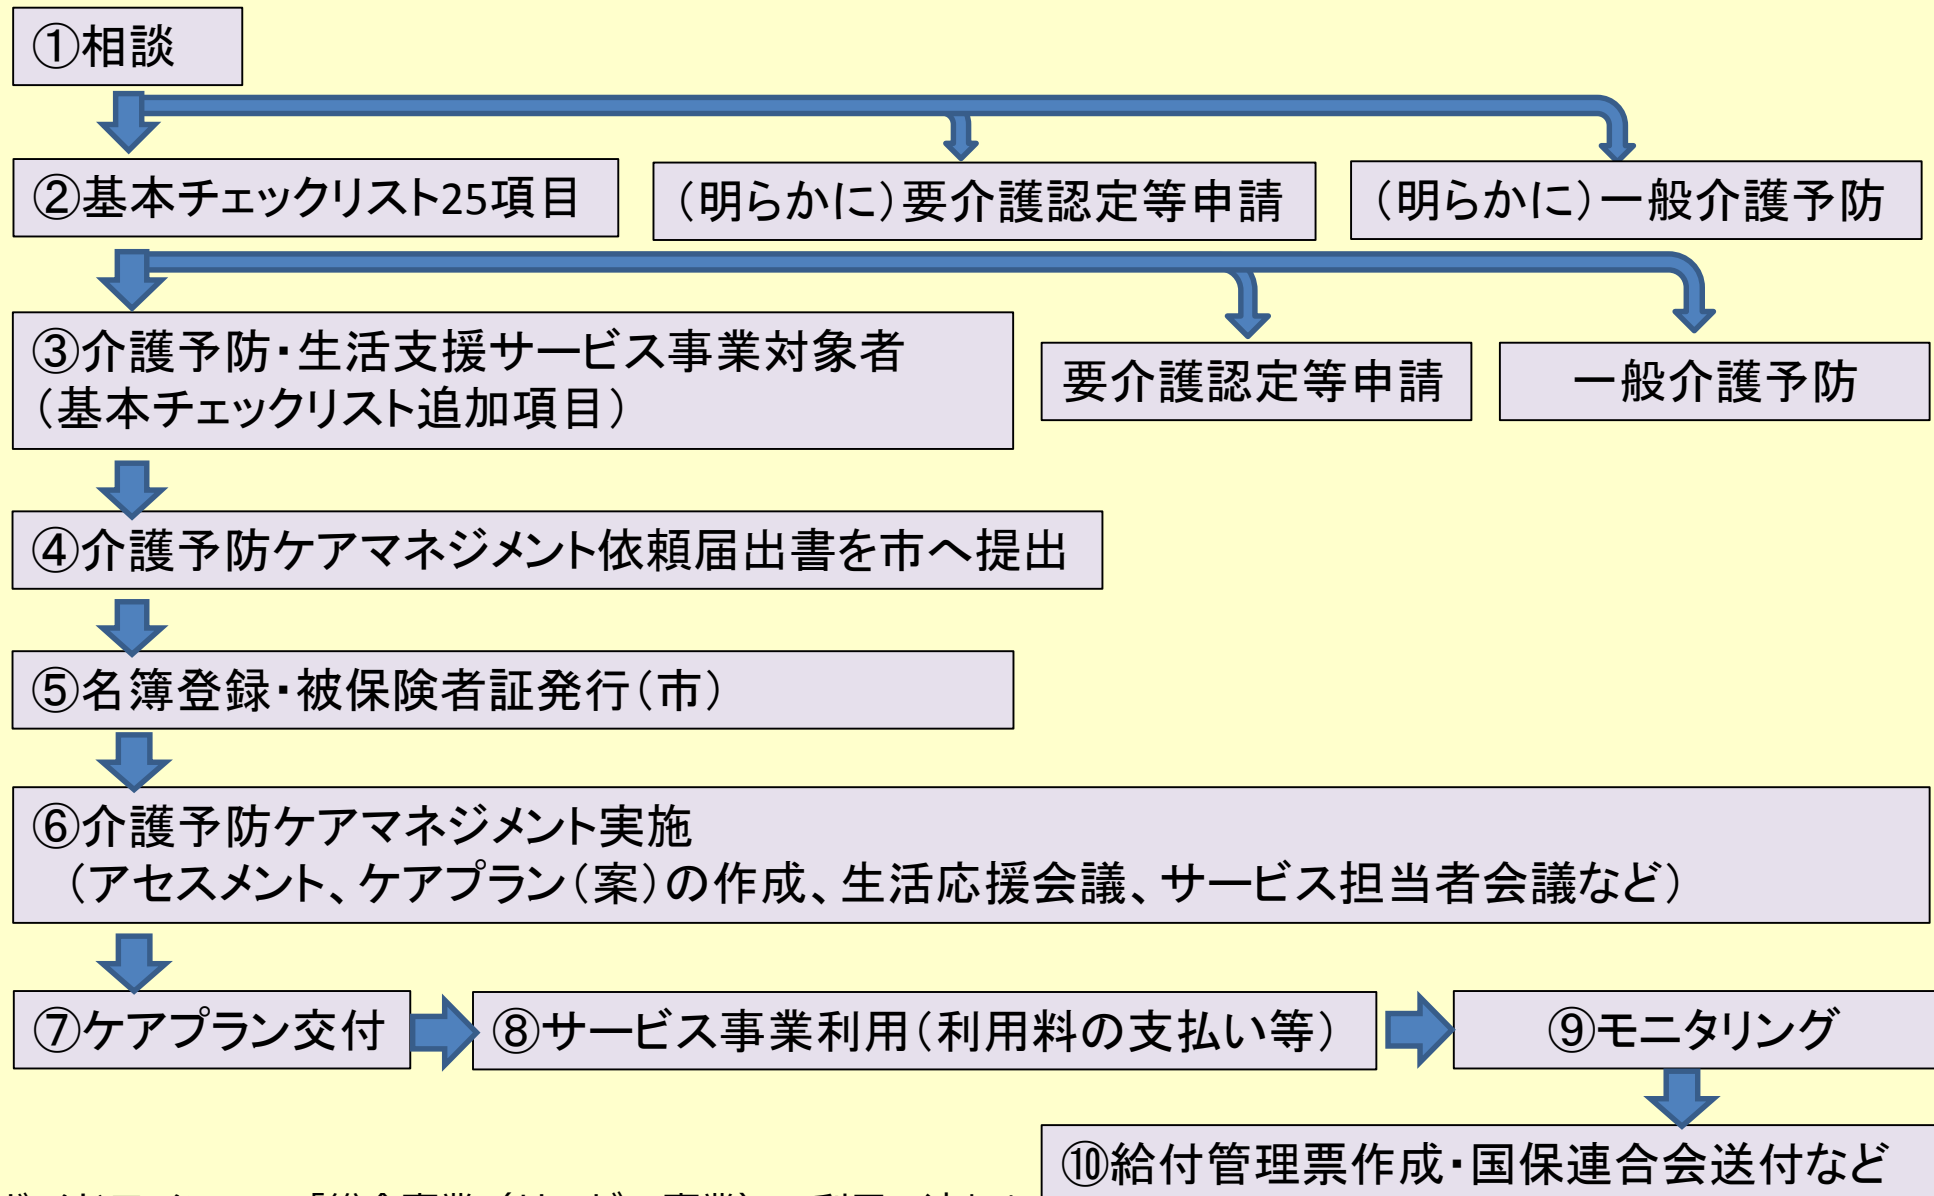 ①相談
②基本チェックリスト25項目
（明らかに）要介護認定等申請
（明らかに）一般介護予防
③介護予防・生活支援サービス事業対象者
（基本チェックリスト追加項目）
要介護認定等申請
一般介護予防
④介護予防ケアマネジメント依頼届出書を市へ提出
⑤名簿登録・被保険者証発行（市）
⑥介護予防ケアマネジメント実施
（アセスメント、ケアプラン（案）の作成、生活応援会議、サービス担当者会議など）
⑦ケアプラン交付
⑧サービス事業利用（利用料の支払い等）
⑨モニタリング
⑩給付管理票作成・国保連合会送付など